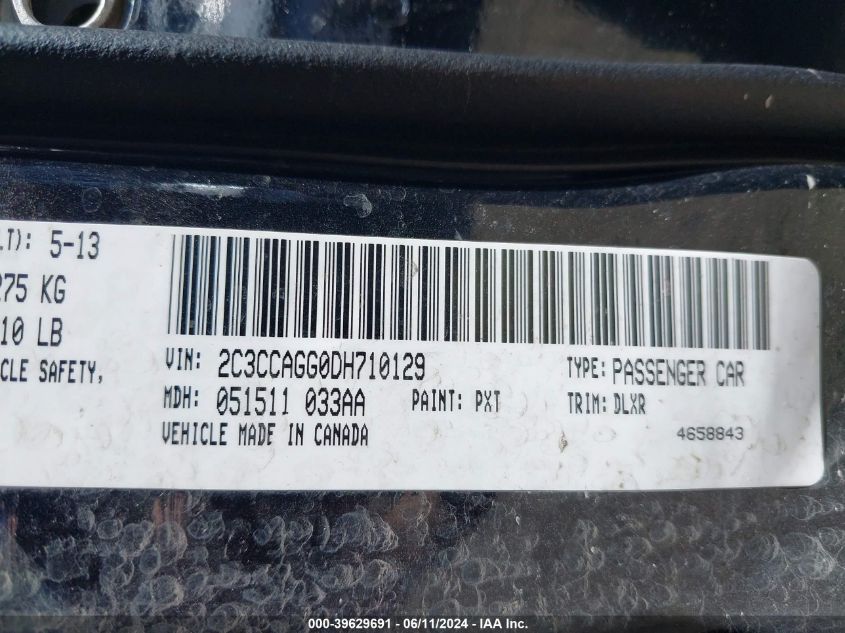 LT): 5-13
275 KG
10 LB
CLE SAFETY,
VIN: 2C3CCAGG0DH710129 TYPE: PASSENGER CAR
MDH: 051511 033AA PAINT: PXT TRIM: DLXR
VEHICLE MADE IN CANADA 4658843
000-39629691 - 06/11/2024 - IAA Inc.